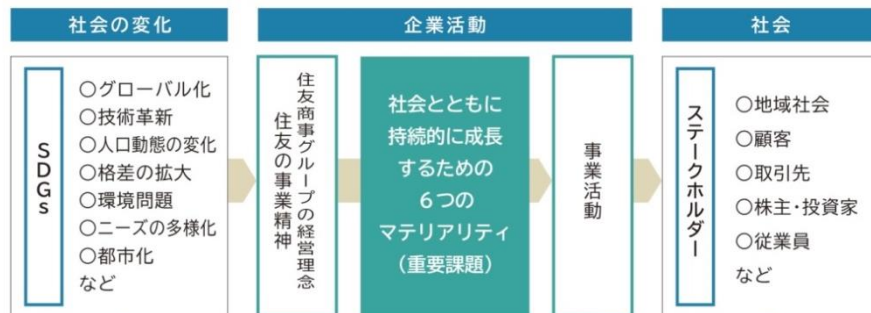 社会の変化
企業活動
社会
SDGs
○グローバル化
○技術革新
○人口動態の変化
○格差の拡大
○環境問題
○ニーズの多様化
○都市化
など
住友商事グループの経営理念
住友の事業精神
社会とともに
持続的に成長
するための
6つの
マテリアリティ
（重要課題）
事業活動
ステークホルダー
○地域社会
○顧客
○取引先
○株主・投資家
○従業員
など